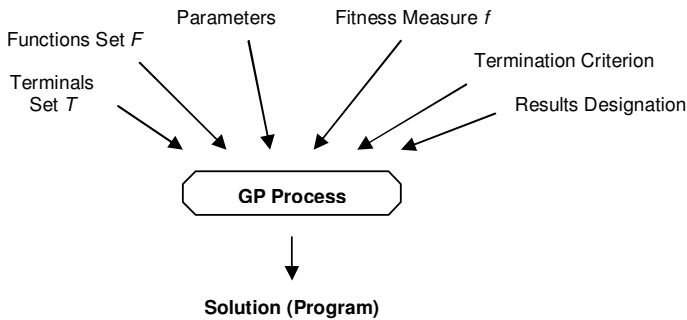 Parameters
Fitness Measure f
Functions Set F
Termination Criterion
Terminals
Set T
Results Designation
GP Process
Solution (Program)